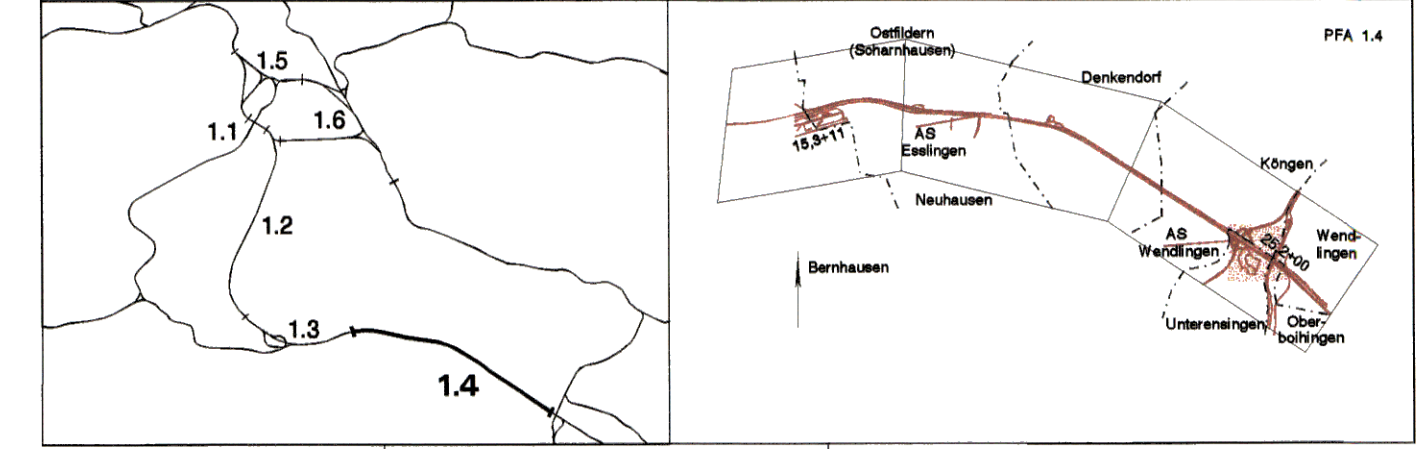 1.5
1.6
1.1
1.2
1.3
1.4
PFA 1.4
Ostfildern
(Scharnhausen)
Denkendorf
15,3+11
AS
Esslingen
Neuhausen
Köngen
AS
Wendlingen
25,2+00
Wend-
lingen
Bernhausen
Unterensingen
Ober-
boihingen